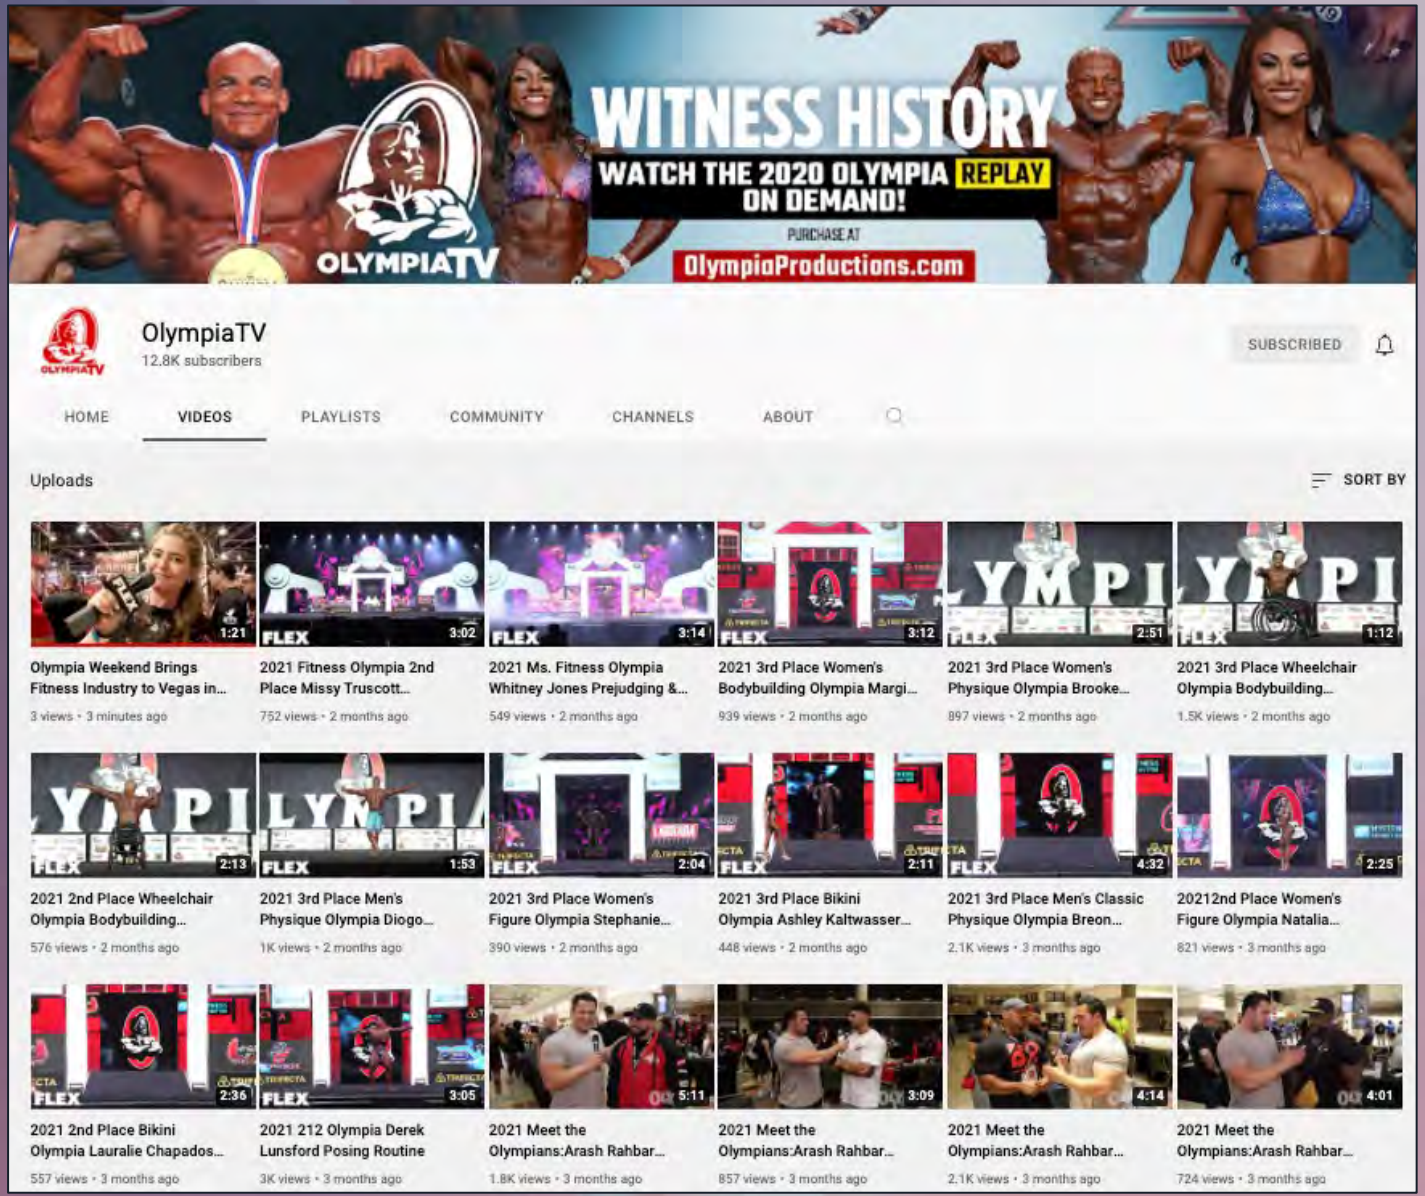 WITNESS HISTORY
WATCH THE 2020 OLYMPIA REPLAY
ON DEMAND!
PURCHASE AT
OlympiaProductions.com
OLYMPIATV
OLYMPIATV
OlympiaTV
12.8K subscribers
SUBSCRIBED
HOME VIDEOS PLAYLISTS COMMUNITY CHANNELS ABOUT
Uploads
SORT BY
FLEX 1:21
FLEX 3:02
FLEX 3:14
FLEX 3:12
LYMPI FLEX 2:51
LYMPI FLEX 1:12
Olympia Weekend Brings
Fitness Industry to Vegas in...
3 views • 3 minutes ago
2021 Fitness Olympia 2nd
Place Missy Truscott...
752 views • 2 months ago
2021 Ms. Fitness Olympia
Whitney Jones Prejudging &...
549 views • 2 months ago
2021 3rd Place Women's
Bodybuilding Olympia Margi...
939 views • 2 months ago
2021 3rd Place Women's
Physique Olympia Brooke...
897 views • 2 months ago
2021 3rd Place Wheelchair
Olympia Bodybuilding...
1.5K views • 2 months ago
YMPI FLEX 2:13
LYMPI FLEX 1:53
FLEX 2:04
FLEX 2:11
FLEX 4:32
2:25
2021 2nd Place Wheelchair
Olympia Bodybuilding...
576 views • 2 months ago
2021 3rd Place Men's
Physique Olympia Diogo...
1K views • 2 months ago
2021 3rd Place Women's
Figure Olympia Stephanie...
390 views • 2 months ago
2021 3rd Place Bikini
Olympia Ashley Kaltwasser...
448 views • 2 months ago
2021 3rd Place Men's Classic
Physique Olympia Breon...
2.1K views • 3 months ago
20212nd Place Women's
Figure Olympia Natalia...
821 views • 3 months ago
FLEX 2:36
TRIFECTA FLEX 3:05
5:11
3:09
4:14
4:01
2021 2nd Place Bikini
Olympia Lauralie Chapados...
557 views • 3 months ago
2021 212 Olympia Derek
Lunsford Posing Routine
3K views • 3 months ago
2021 Meet the
Olympians:Arash Rahbar...
1.8K views • 3 months ago
2021 Meet the
Olympians:Arash Rahbar...
857 views • 3 months ago
2021 Meet the
Olympians:Arash Rahbar...
2.1K views • 3 months ago
2021 Meet the
Olympians:Arash Rahbar...
724 views • 3 months ago